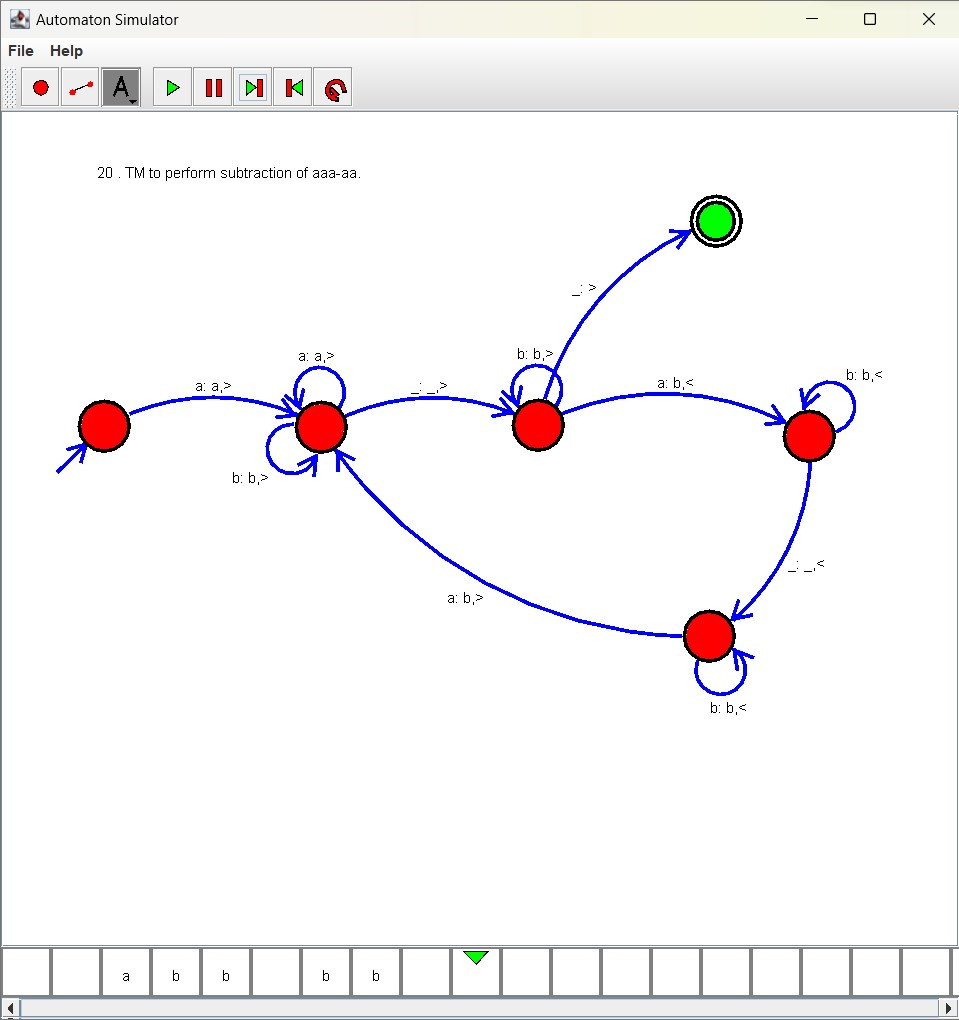 Automaton Simulator
File Help
A
20 . TM to perform subtraction of aaa-aa.
_: >
a: a,>
b: b,>
a: a,>
_: _,>
a: b,<
b: b,<
b: b,>
_: _,<
a: b,>
b: b,<
a b b b b